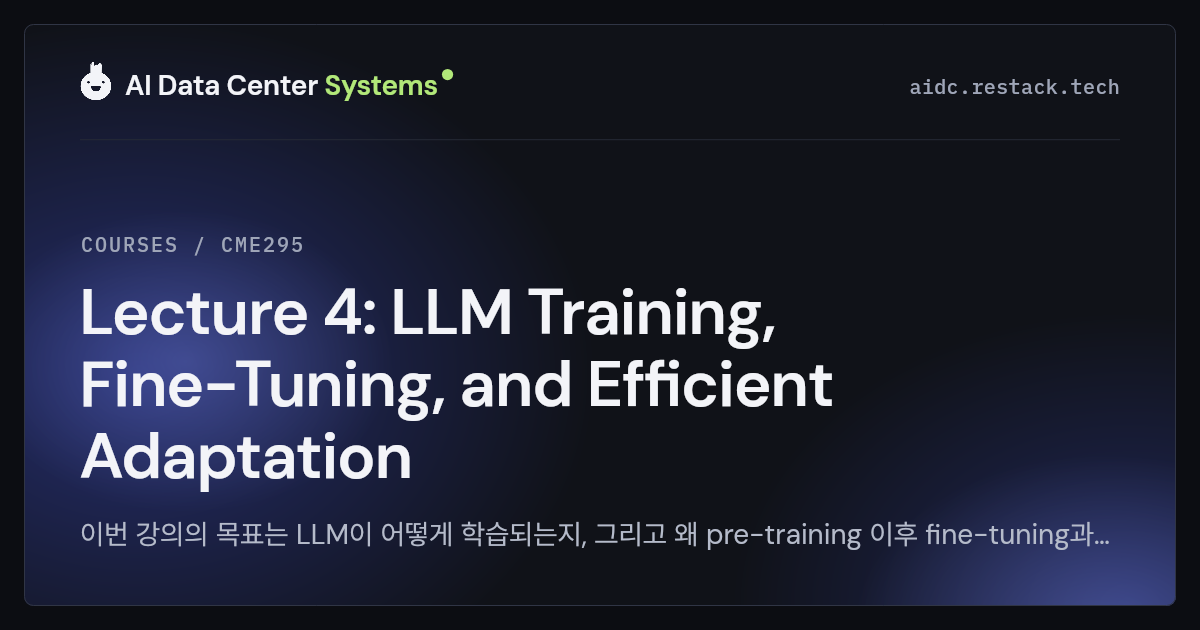 AI Data Center Systems
aidc.restack.tech
COURSES / CME295
Lecture 4: LLM Training,
Fine-Tuning, and Efficient
Adaptation
이번 강의의 목표는 LLM이 어떻게 학습되는지, 그리고 왜 pre-training 이후 fine-tuning과…